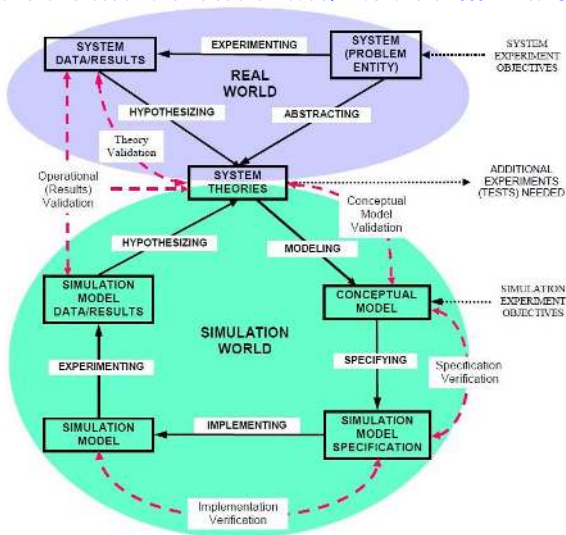 SYSTEM
DATA/RESULTS
EXPERIMENTING
SYSTEM
(PROBLEM
ENTITY)
SYSTEM
EXPERIMENT
OBJECTIVES
REAL
WORLD
HYPOTHESIZING
ABSTRACTING
Theory
Validation
Operational
(Results)
Validation
SYSTEM
THEORIES
ADDITIONAL
EXPERIMENTS
(TESTS) NEEDED
Conceptual
Model
Validation
HYPOTHESIZING
MODELING
SIMULATION
MODEL
DATA/RESULTS
CONCEPTUAL
MODEL
SIMULATION
EXPERIMENT
OBJECTIVES
SIMULATION
WORLD
EXPERIMENTING
SPECIFYING
Specification
Verification
SIMULATION
MODEL
IMPLEMENTING
SIMULATION
MODEL
SPECIFICATION
Implementation
Verification